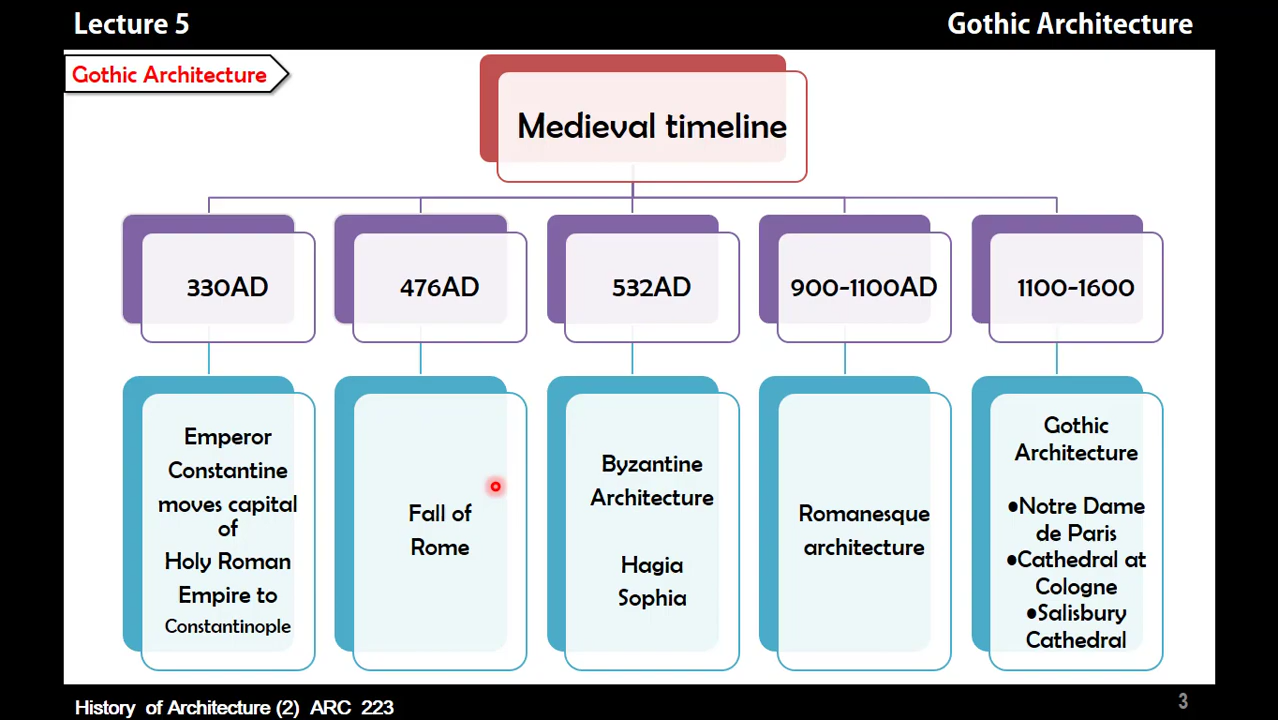 Lecture 5
Gothic Architecture
Gothic Architecture
Medieval timeline
330AD
476AD
532AD
900-1100AD
1100-1600
Emperor
Constantine
moves capital
of
Holy Roman
Empire to
Constantinople
Fall of
Rome
Byzantine
Architecture
Hagia
Sophia
Romanesque
architecture
Gothic
Architecture
•Notre Dame
de Paris
•Cathedral at
Cologne
•Salisbury
Cathedral
History of Architecture (2) ARC 223
3